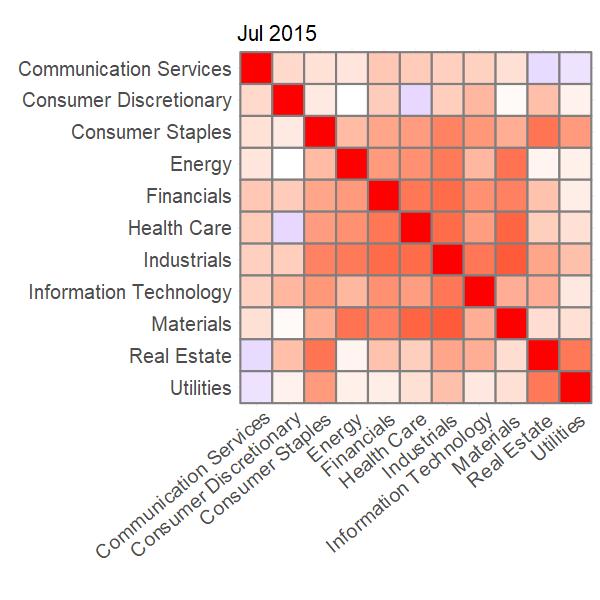 Jul 2015
Communication Services
Consumer Discretionary
Consumer Staples
Energy
Financials
Health Care
Industrials
Information Technology
Materials
Real Estate
Utilities
Communication Services
Consumer Discretionary
Consumer Staples
Energy
Financials
Health Care
Industrials
Information Technology
Materials
Real Estate
Utilities